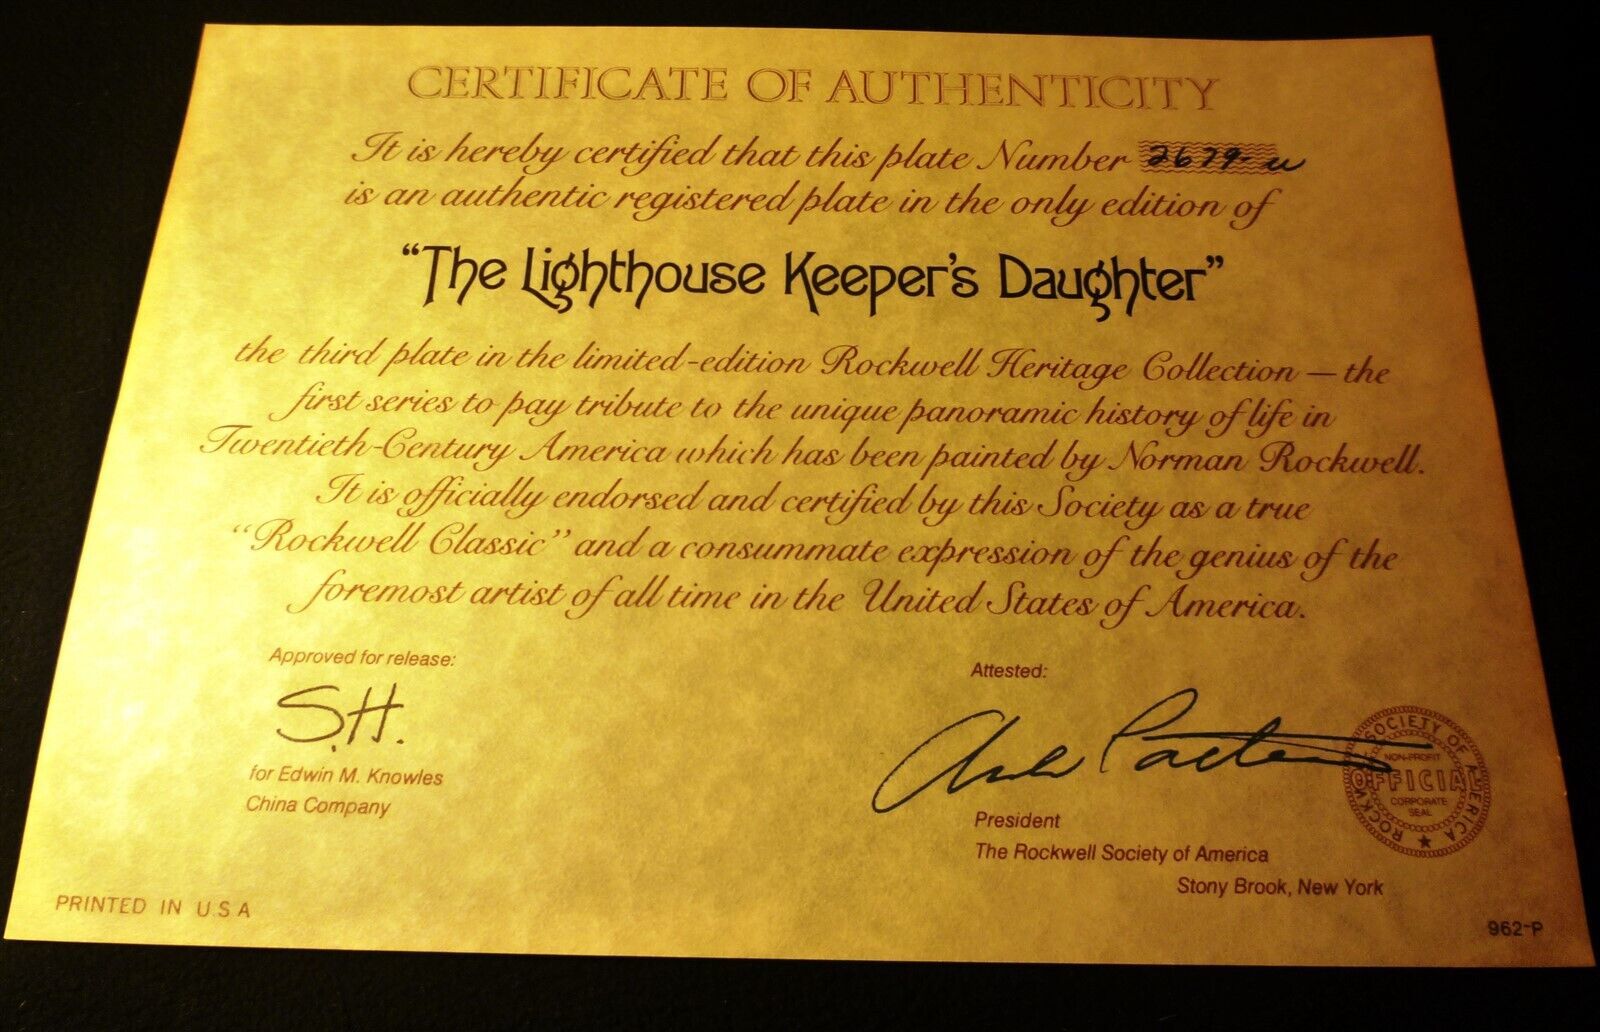 CERTIFICATE OF AUTHENTICITY
It is hereby certified that this plate Number 2679-w
is an authentic registered plate in the only edition of
“The Lighthouse Keeper’s Daughter”
the third plate in the limited-edition Rockwell Heritage Collection — the
first series to pay tribute to the unique panoramic history of life in
Twentieth-Century America which has been painted by Norman Rockwell.
It is officially endorsed and certified by this Society as a true
“Rockwell Classic” and a consummate expression of the genius of the
foremost artist of all time in the United States of America.
Approved for release:
S.H.
for Edwin M. Knowles
China Company
Attested:
President
The Rockwell Society of America
Stony Brook, New York
ROCKWELL SOCIETY OF AMERICA
NON-PROFIT
OFFICIAL
CORPORATE
SEAL
PRINTED IN U.S.A
962-P